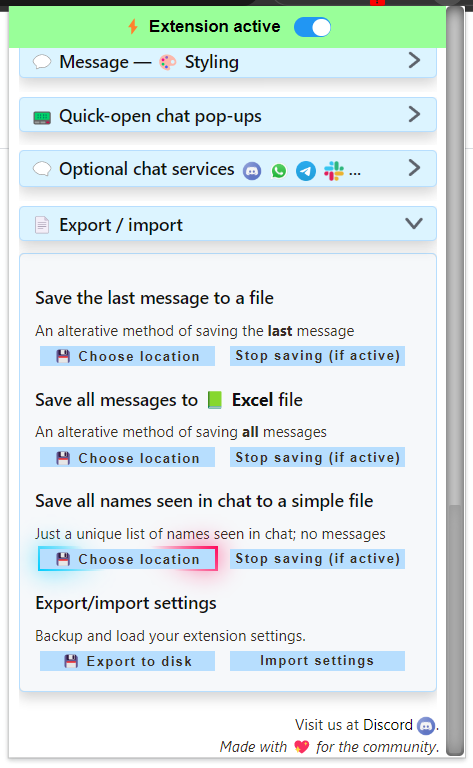 Extension active
Message — Styling
Quick-open chat pop-ups
Optional chat services ...
Export / import
Save the last message to a file
An alterative method of saving the last message
Choose location Stop saving (if active)
Save all messages to Excel file
An alterative method of saving all messages
Choose location Stop saving (if active)
Save all names seen in chat to a simple file
Just a unique list of names seen in chat; no messages
Choose location Stop saving (if active)
Export/import settings
Backup and load your extension settings.
Export to disk Import settings
Visit us at Discord .
Made with for the community.